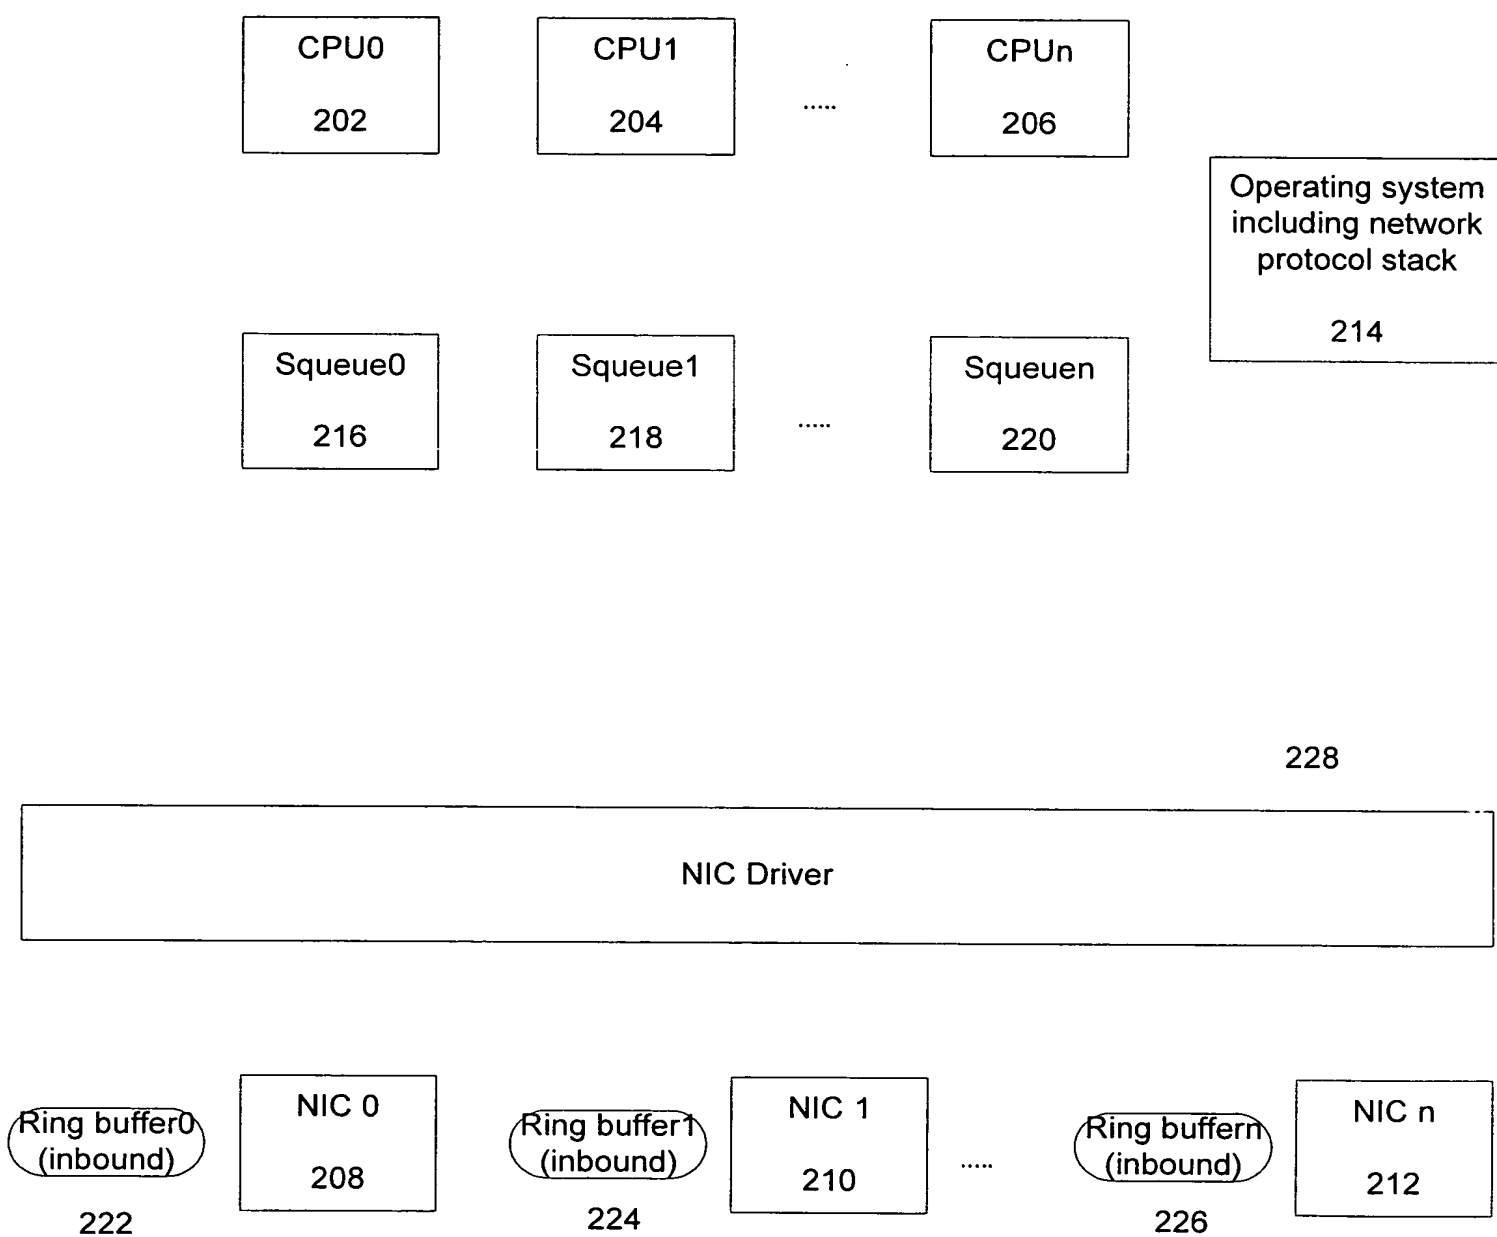 CPU0
202
CPU1
204
.....
CPUn
206
Operating system
including network
protocol stack
214
Squeue0
216
Squeue1
218
.....
Squeuen
220
228
NIC Driver
Ring buffer0
(inbound)
222
NIC 0
208
Ring buffer1
(inbound)
224
NIC 1
210
.....
Ring buffern
(inbound)
226
NIC n
212